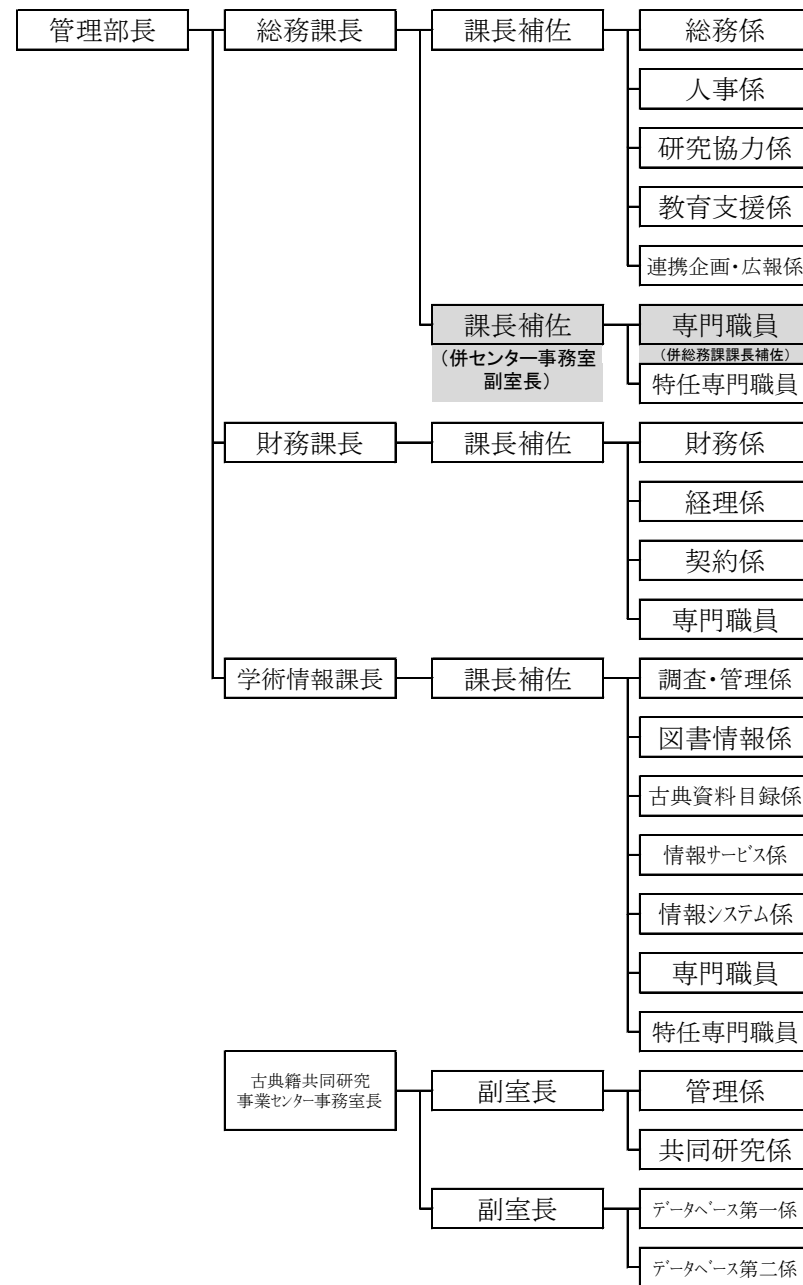 管理部長
総務課長
課長補佐
総務係
人事係
研究協力係
教育支援係
連携企画・広報係
課長補佐
(併センター事務室
副室長)
専門職員
(併総務課課長補佐)
特任専門職員
財務課長
課長補佐
財務係
経理係
契約係
専門職員
学術情報課長
課長補佐
調査・管理係
図書情報係
古典資料目録係
情報サービス係
情報システム係
専門職員
特任専門職員
古典籍共同研究
事業センター事務室長
副室長
管理係
共同研究係
副室長
データベース第一係
データベース第二係